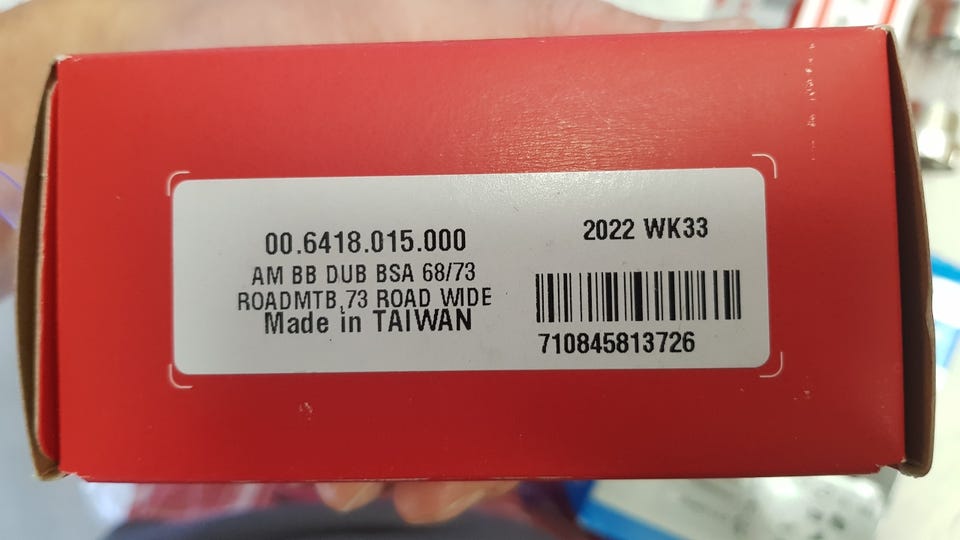 00.6418.015.000
AM BB DUB BSA 68/73
ROADMTB,73 ROAD WIDE
Made in TAIWAN
2022 WK33
710845813726